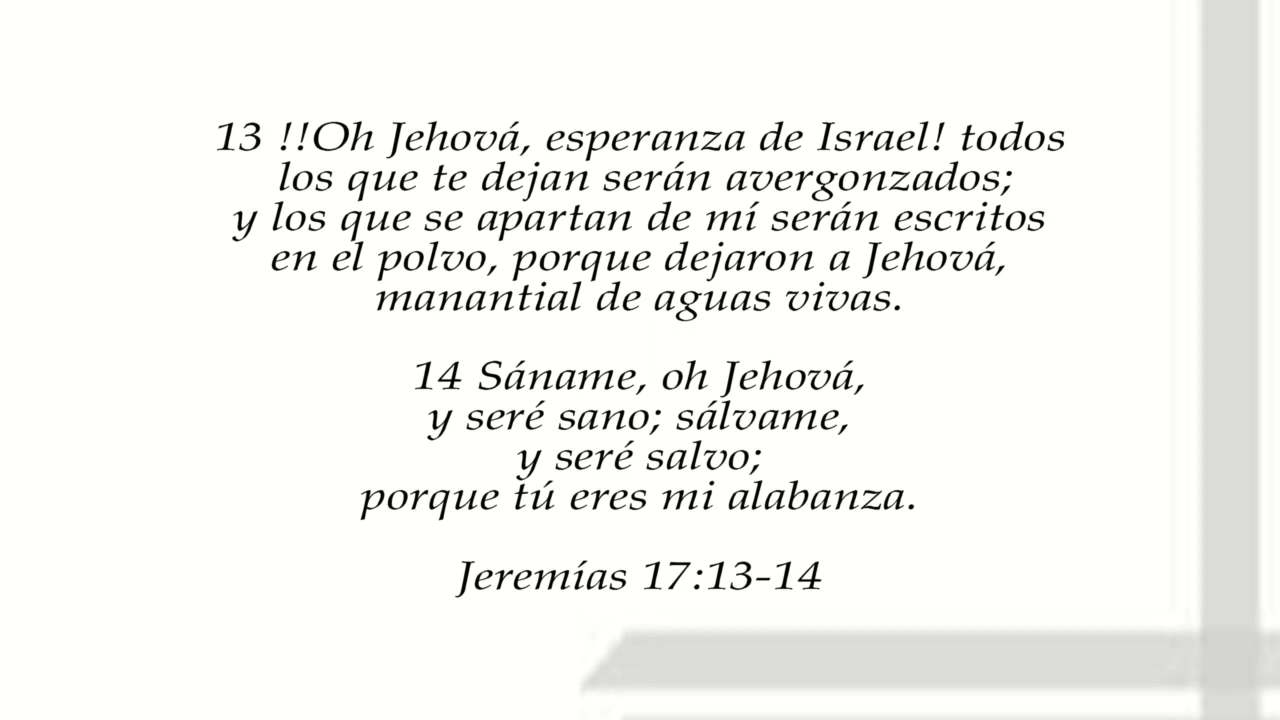 13 !!Oh Jehová, esperanza de Israel! todos
los que te dejan serán avergonzados;
y los que se apartan de mí serán escritos
en el polvo, porque dejaron a Jehová,
manantial de aguas vivas.
14 Sáname, oh Jehová,
y seré sano; sálvame,
y seré salvo;
porque tú eres mi alabanza.
Jeremías 17:13-14